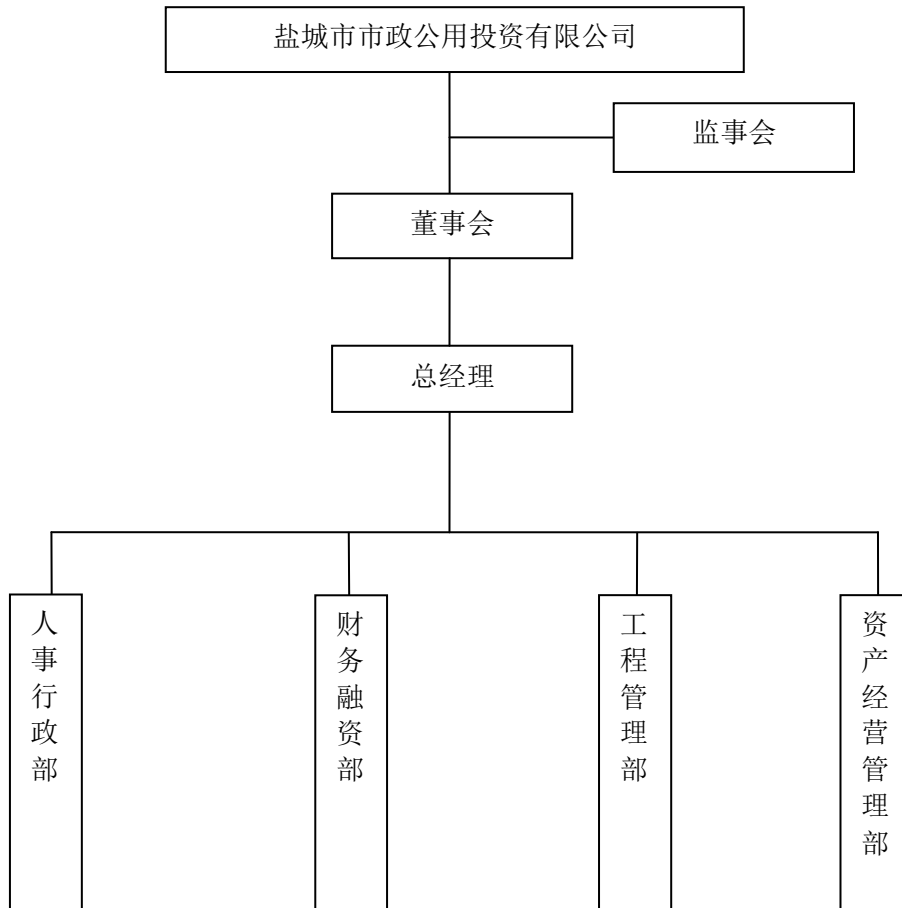 盐城市市政公用投资有限公司
监事会
董事会
总经理
人事行政部
财务融资部
工程管理部
资产经营管理部